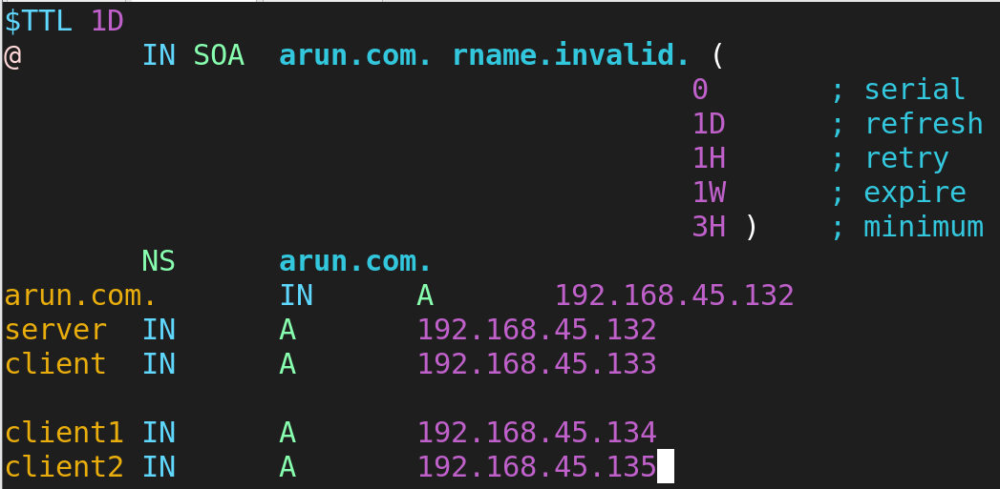 $TTL 1D
@ IN SOA arun.com. rname.invalid. (
0 ; serial
1D ; refresh
1H ; retry
1W ; expire
3H ) ; minimum
NS arun.com.
arun.com. IN A 192.168.45.132
server IN A 192.168.45.132
client IN A 192.168.45.133
client1 IN A 192.168.45.134
client2 IN A 192.168.45.135